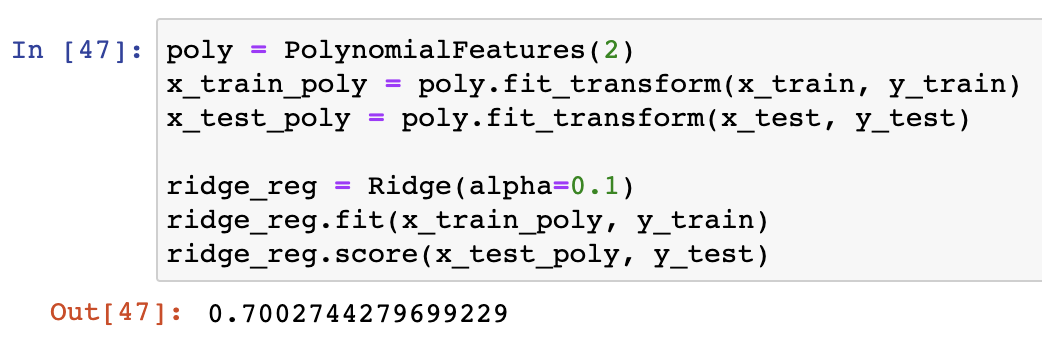 In [47]: poly = PolynomialFeatures(2)
x_train_poly = poly.fit_transform(x_train, y_train)
x_test_poly = poly.fit_transform(x_test, y_test)
ridge_reg = Ridge(alpha=0.1)
ridge_reg.fit(x_train_poly, y_train)
ridge_reg.score(x_test_poly, y_test)
Out[47]: 0.7002744279699229